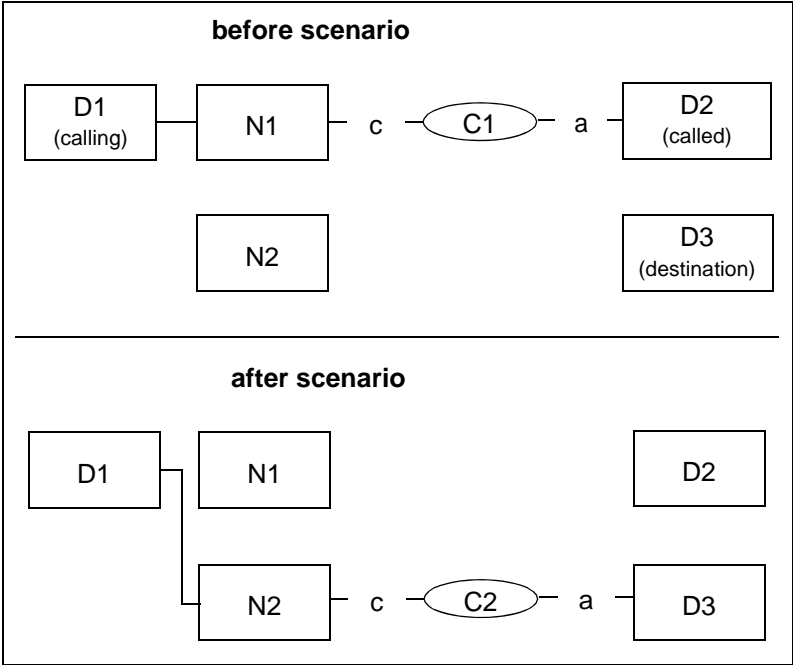 before scenario
D1
(calling)
N1
c
C1
a
D2
(called)
N2
D3
(destination)
after scenario
D1
N1
D2
N2
c
C2
a
D3